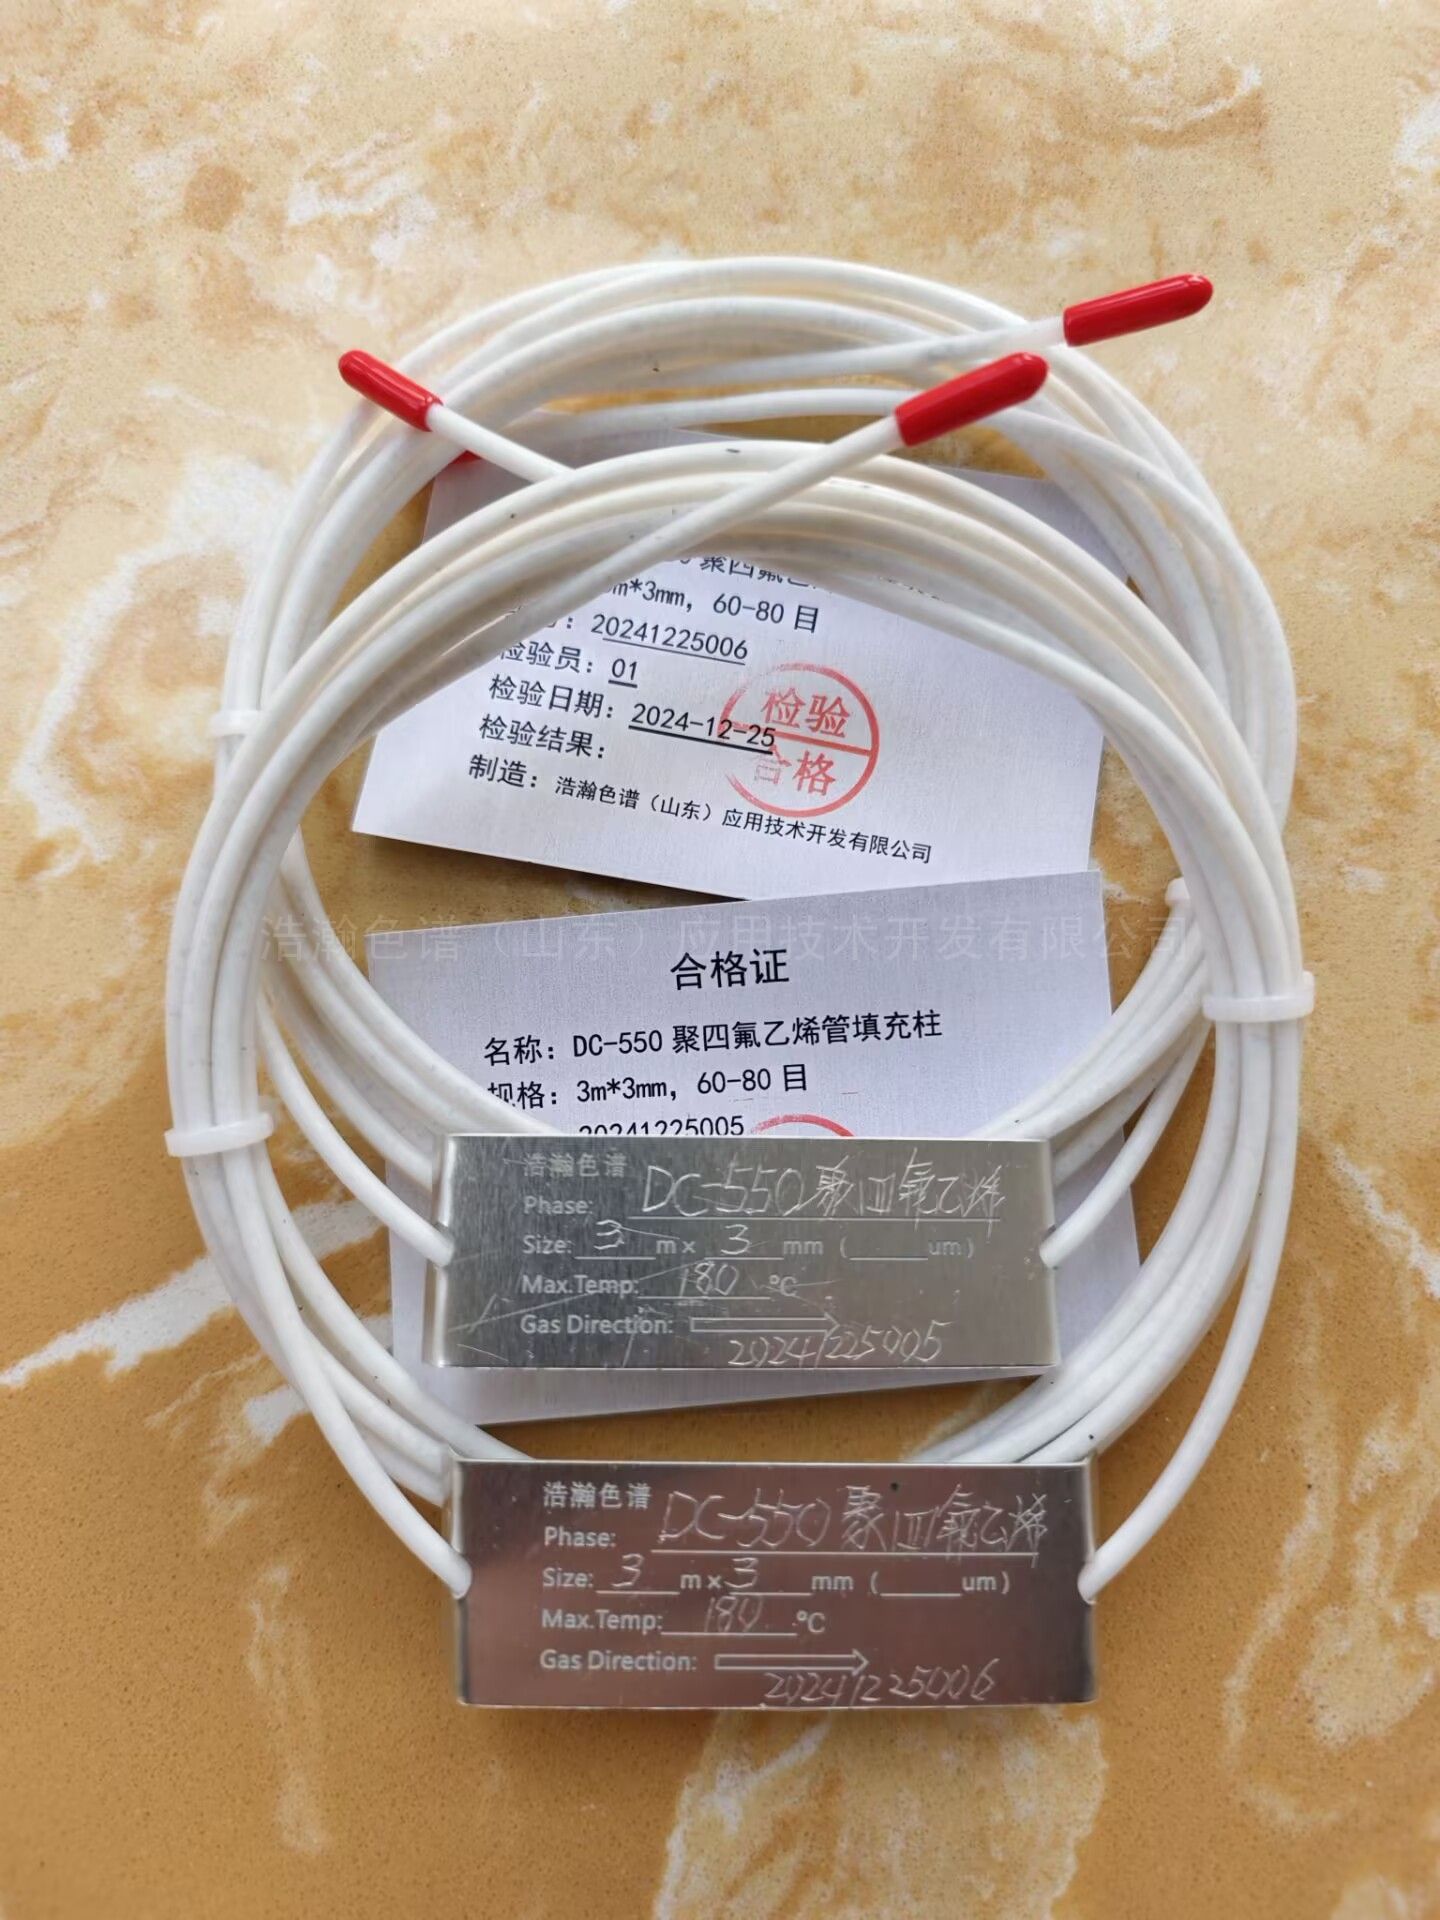 聚四氟乙
m*3mm, 60-80 目
: 20241225006
检验员: 01
检验日期: 2024-12-25
检验结果:
制造: 浩瀚色谱（山东）应用技术开发有限公司
检验
合格
浩瀚色谱（山东）应用技术开发有限公司
合格证
名称: DC-550 聚四氟乙烯管填充柱
规格: 3m*3mm, 60-80 目
20241225005
浩瀚色谱
Phase: DC-550聚四氟乙烯
Size: 3 m x 3 mm ( um )
Max.Temp: 180 °C
Gas Direction:
20241225005
浩瀚色谱
Phase: DC-550聚四氟乙烯
Size: 3 m x 3 mm ( um )
Max.Temp: 180 °C
Gas Direction:
20241225006